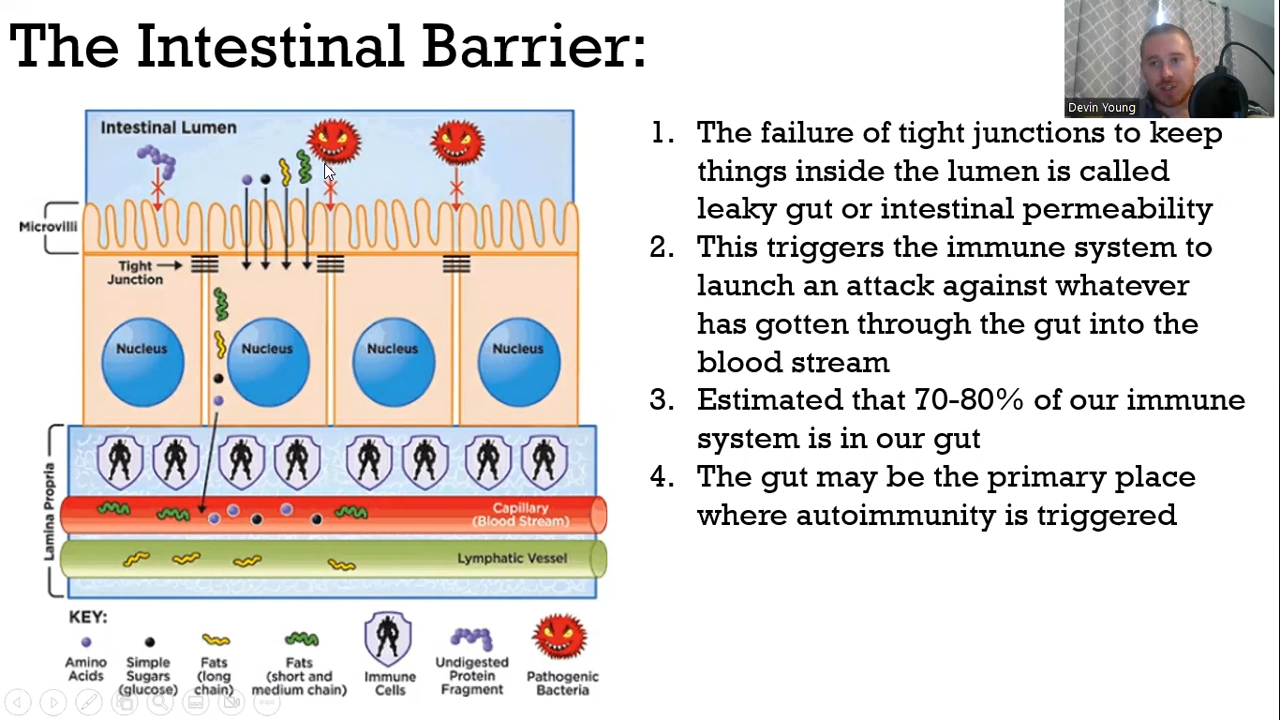 The Intestinal Barrier:
Devin Young
Intestinal Lumen
Microvilli
Tight
Junction
Nucleus
Nucleus
Nucleus
Nucleus
Lamina Propria
Capillary
(Blood Stream)
Lymphatic Vessel
KEY:
Amino
Acids
Simple
Sugars
(glucose)
Fats
(long
chain)
Fats
(short and
medium chain)
Immune
Cells
Undigested
Protein
Fragment
Pathogenic
Bacteria
1. The failure of tight junctions to keep
things inside the lumen is called
leaky gut or intestinal permeability
2. This triggers the immune system to
launch an attack against whatever
has gotten through the gut into the
blood stream
3. Estimated that 70-80% of our immune
system is in our gut
4. The gut may be the primary place
where autoimmunity is triggered